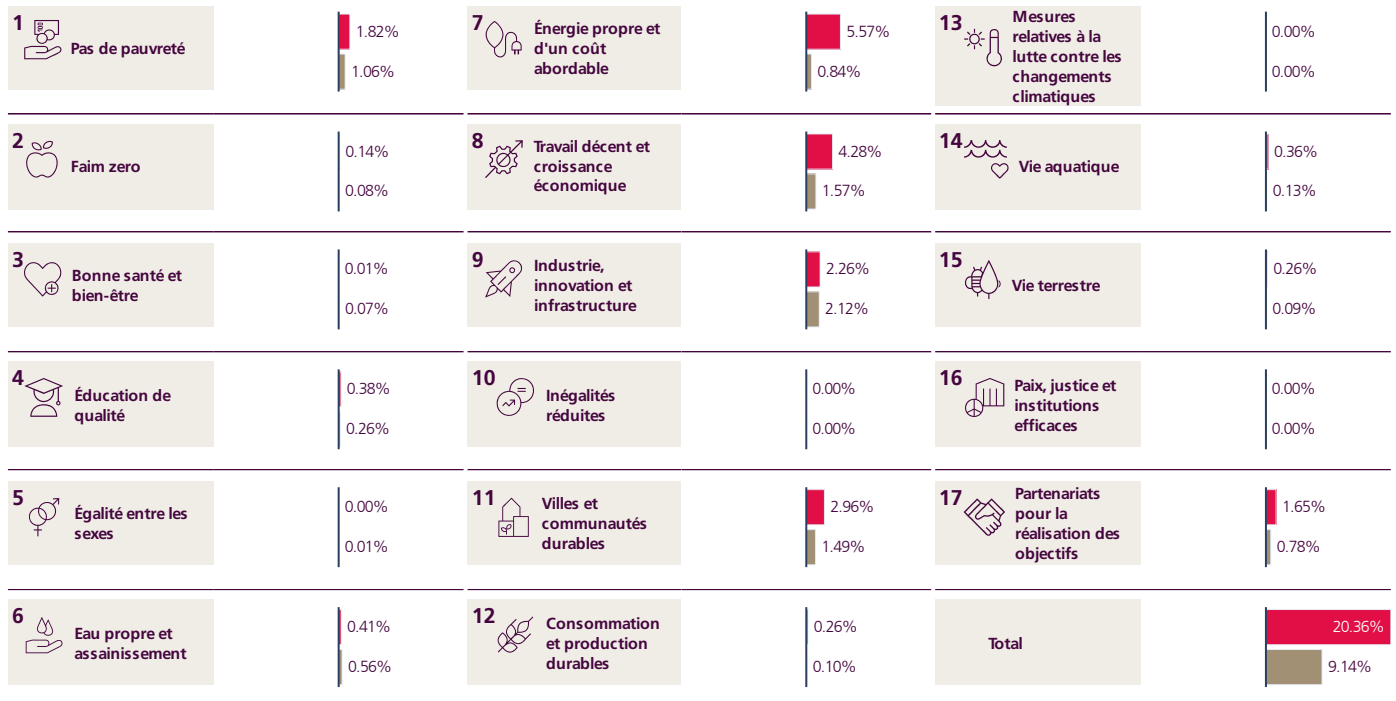 1
Pas de pauvreté
1.82%
1.06%
2
Faim zero
0.14%
0.08%
3
Bonne santé et
bien-être
0.01%
0.07%
4
Éducation de
qualité
0.38%
0.26%
5
Égalité entre les
sexes
0.00%
0.01%
6
Eau propre et
assainissement
0.41%
0.56%
7
Énergie propre et
d'un coût
abordable
5.57%
0.84%
8
Travail décent et
croissance
économique
4.28%
1.57%
9
Industrie,
innovation et
infrastructure
2.26%
2.12%
10
Inégalités
réduites
0.00%
0.00%
11
Villes et
communautés
durables
2.96%
1.49%
12
Consommation
et production
durables
0.26%
0.10%
13
Mesures
relatives à la
lutte contre les
changements
climatiques
0.00%
0.00%
14
Vie aquatique
0.36%
0.13%
15
Vie terrestre
0.26%
0.09%
16
Paix, justice et
institutions
efficaces
0.00%
0.00%
17
Partenariats
pour la
réalisation des
objectifs
1.65%
0.78%
Total
20.36%
9.14%